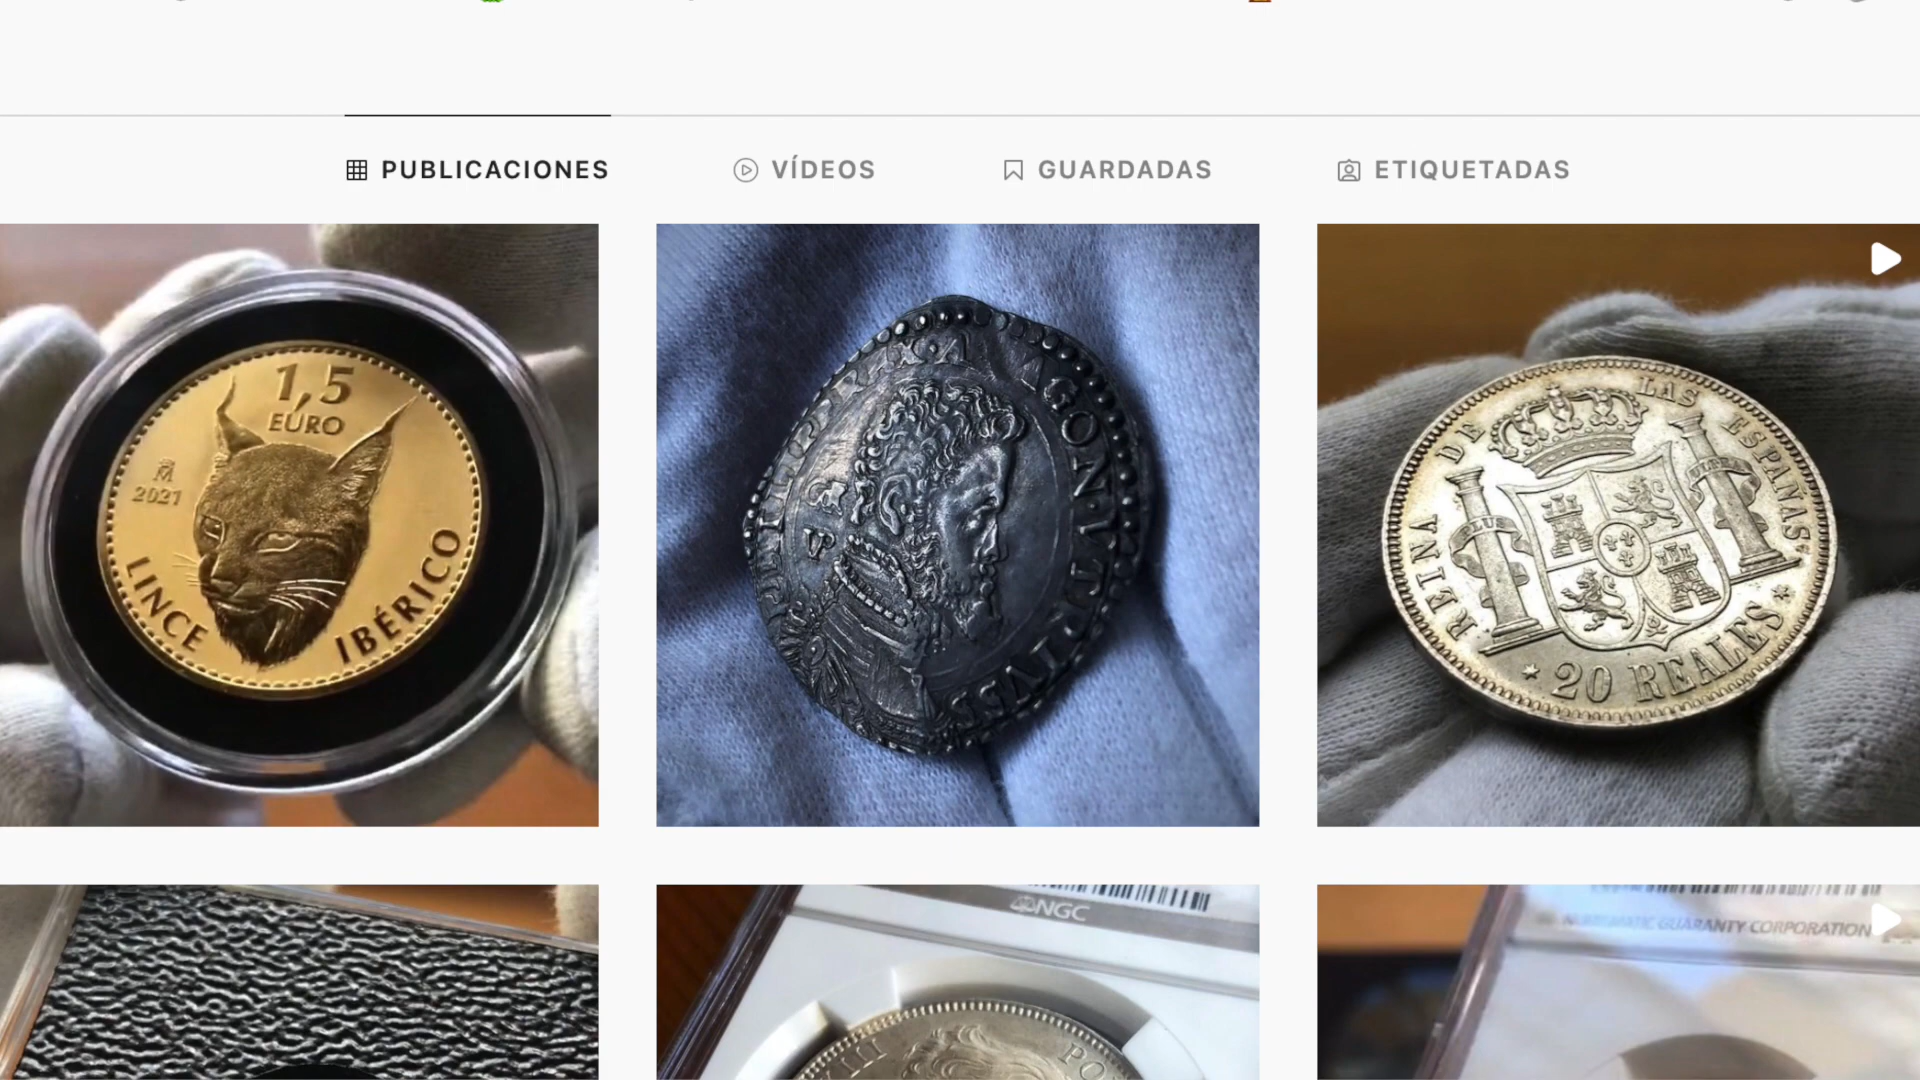 PUBLICACIONES
VÍDEOS
GUARDADAS
ETIQUETADAS
1,5
EURO
2021
LINCE IBÉRICO
REINA DE LAS ESPAÑAS
20 REALES
NGC
NUMISMATIC GUARANTY CORPORATION